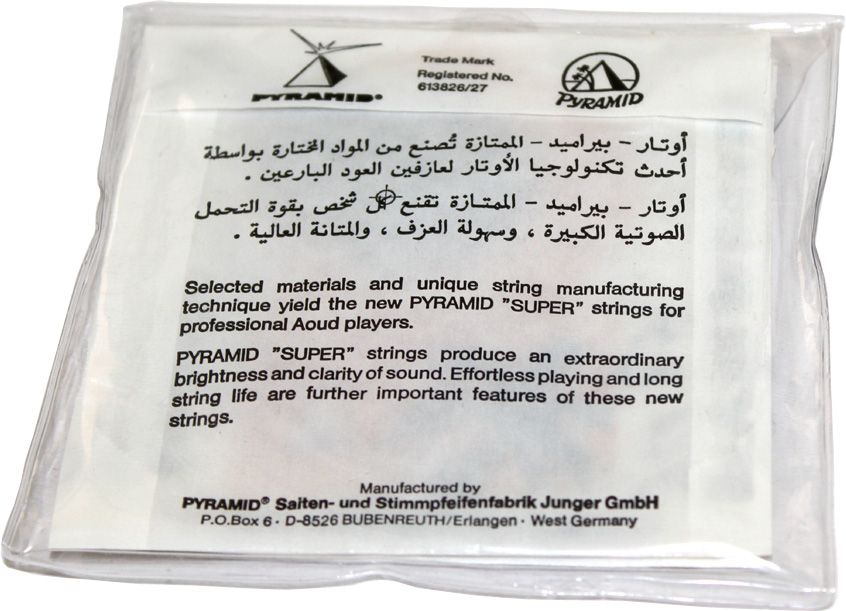 PYRAMID®
Trade Mark
Registered No.
613826/27
PYRAMID
أوتار - بيراميد - الممتازة تُصنع من المواد المختارة بواسطة
أحدث تكنولوجيا الأوتار لعازفين العود البارعين .
أوتار - بيراميد - الممتازة تقنع شخص بقوة التحمل
الصوتية الكبيرة ، وسهولة العزف ، والمتانة العالية .
Selected materials and unique string manufacturing
technique yield the new PYRAMID "SUPER" strings for
professional Aoud players.
PYRAMID "SUPER" strings produce an extraordinary
brightness and clarity of sound. Effortless playing and long
string life are further important features of these new
strings.
Manufactured by
PYRAMID® Saiten- und Stimmpfeifenfabrik Junger GmbH
P.O.Box 6 · D-8526 BUBENREUTH/Erlangen · West Germany